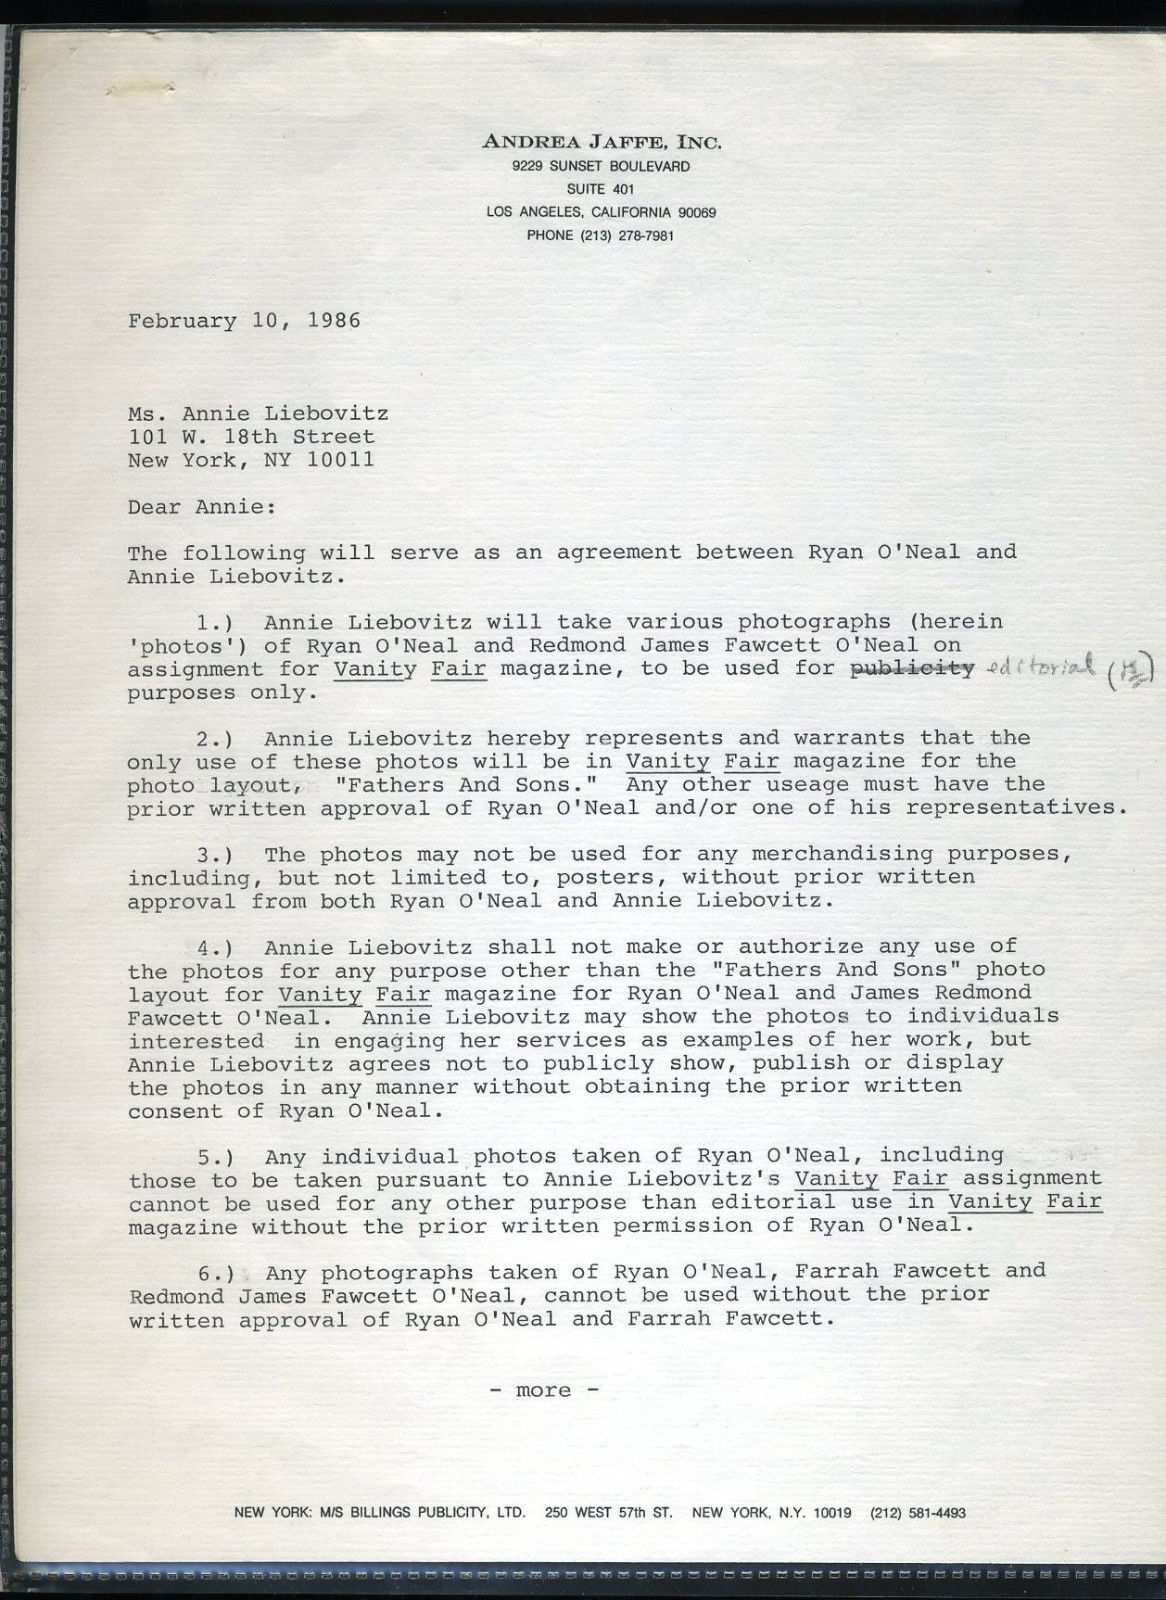 ANDREA JAFFE, INC.
9229 SUNSET BOULEVARD
SUITE 401
LOS ANGELES, CALIFORNIA 90069
PHONE (213) 278-7981
February 10, 1986
Ms. Annie Liebovitz
101 W. 18th Street
New York, NY 10011
Dear Annie:
The following will serve as an agreement between Ryan O'Neal and
Annie Liebovitz.
1.) Annie Liebovitz will take various photographs (herein
'photos') of Ryan O'Neal and Redmond James Fawcett O'Neal on
assignment for Vanity Fair magazine, to be used for publicity editorial
purposes only.
2.) Annie Liebovitz hereby represents and warrants that the
only use of these photos will be in Vanity Fair magazine for the
photo layout, "Fathers And Sons." Any other useage must have the
prior written approval of Ryan O'Neal and/or one of his representatives.
3.) The photos may not be used for any merchandising purposes,
including, but not limited to, posters, without prior written
approval from both Ryan O'Neal and Annie Liebovitz.
4.) Annie Liebovitz shall not make or authorize any use of
the photos for any purpose other than the "Fathers And Sons" photo
layout for Vanity Fair magazine for Ryan O'Neal and James Redmond
Fawcett O'Neal. Annie Liebovitz may show the photos to individuals
interested in engaging her services as examples of her work, but
Annie Liebovitz agrees not to publicly show, publish or display
the photos in any manner without obtaining the prior written
consent of Ryan O'Neal.
5.) Any individual photos taken of Ryan O'Neal, including
those to be taken pursuant to Annie Liebovitz's Vanity Fair assignment
cannot be used for any other purpose than editorial use in Vanity Fair
magazine without the prior written permission of Ryan O'Neal.
6.) Any photographs taken of Ryan O'Neal, Farrah Fawcett and
Redmond James Fawcett O'Neal, cannot be used without the prior
written approval of Ryan O'Neal and Farrah Fawcett.
- more -
NEW YORK: M/S BILLINGS PUBLICITY, LTD. 250 WEST 57th ST. NEW YORK, N.Y. 10019 (212) 581-4493